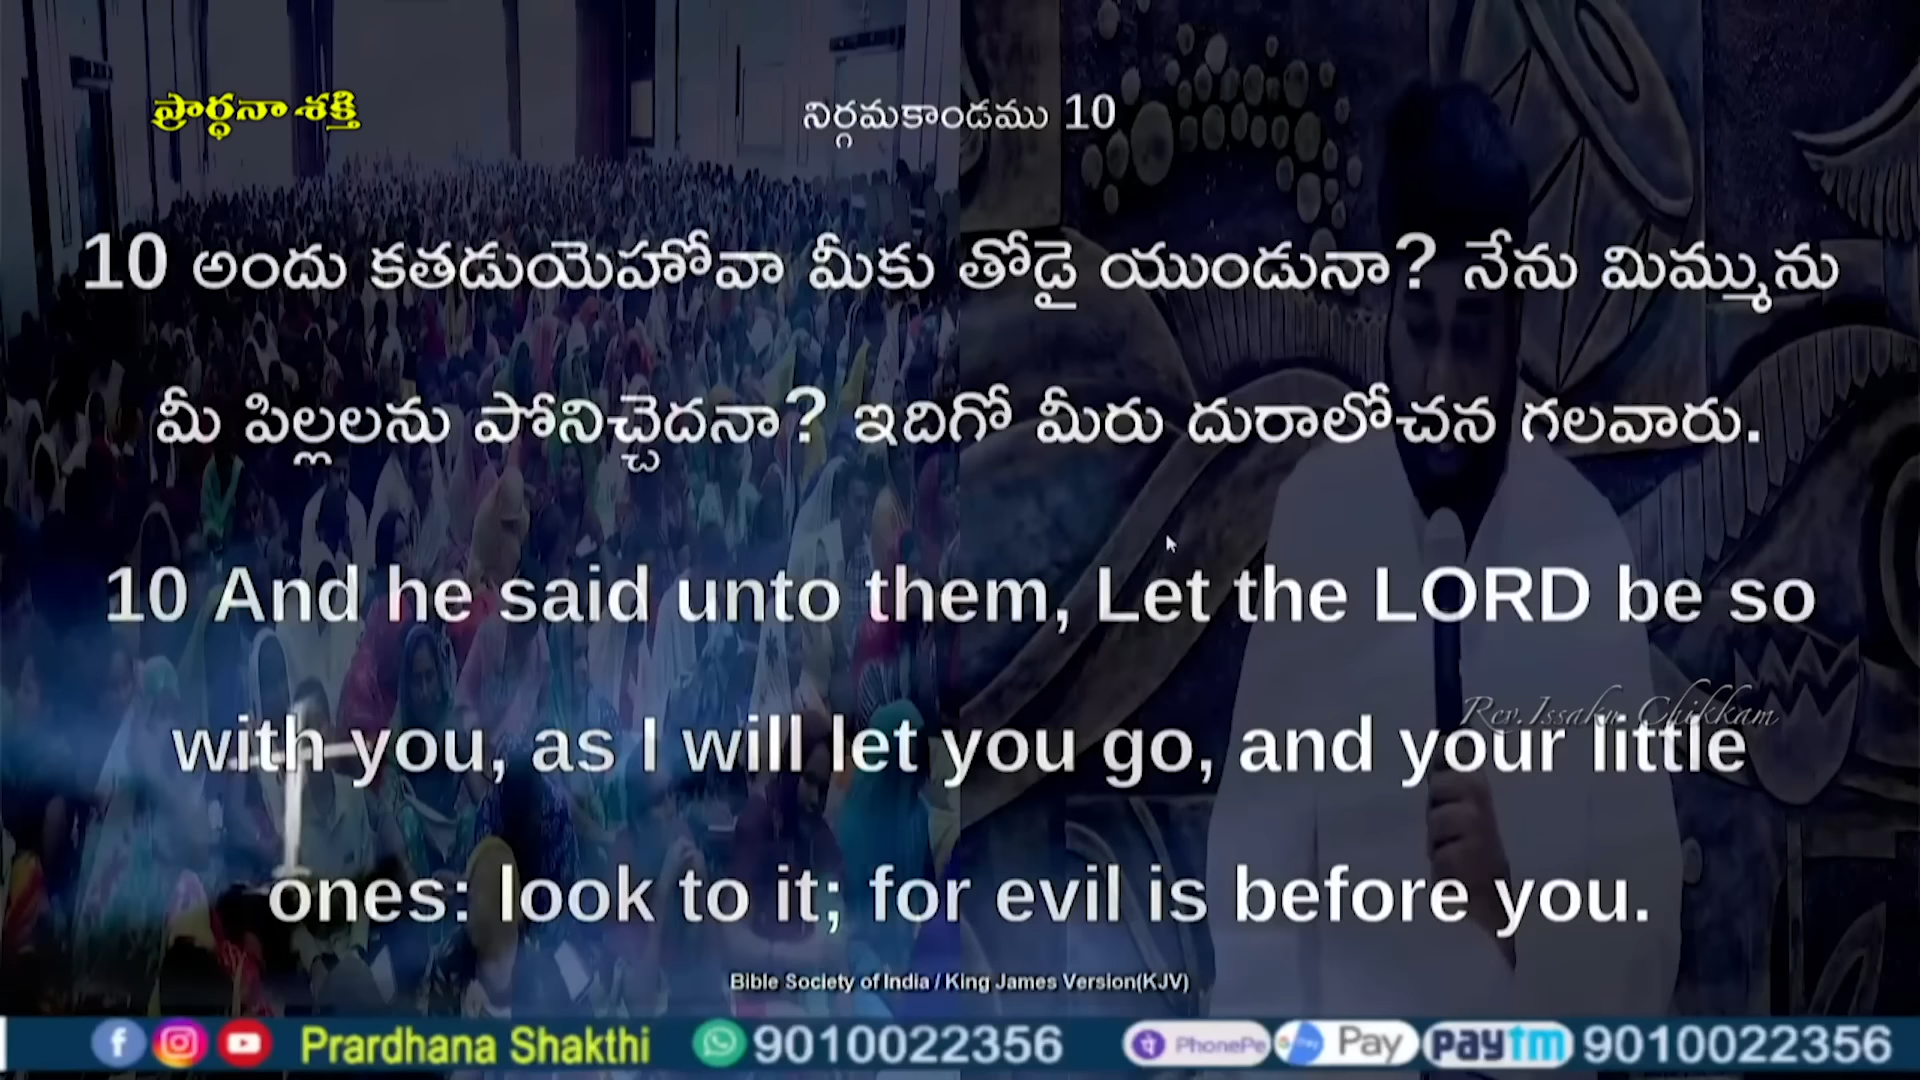 ప్రార్ధనా శక్తి
నిర్గమకాండము 10
10 అందు కతడుయెహోవా మీకు తోడై యుండునా? నేను మిమ్మును
మీ పిల్లలను పోనిచ్చెదనా? ఇదిగో మీరు దురాలోచన గలవారు.
10 And he said unto them, Let the LORD be so
Rev.Issaku Chikkam
with you, as I will let you go, and your little
ones: look to it; for evil is before you.
Bible Society of India / King James Version(KJV)
Prardhana Shakthi 9010022356 PhonePe G Pay Pay paytm 9010022356